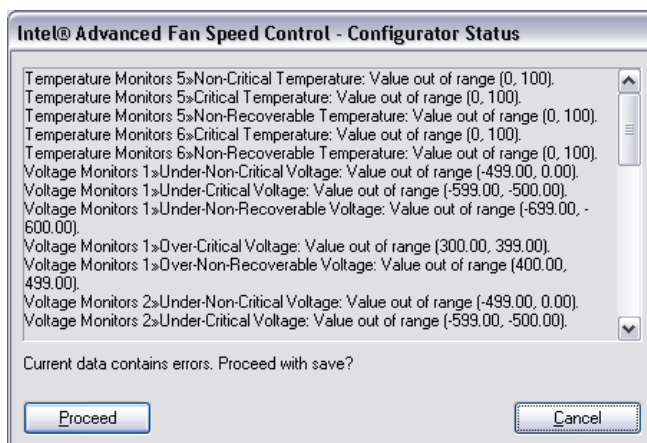 Intel® Advanced Fan Speed Control - Configurator Status
Temperature Monitors 5»Non-Critical Temperature: Value out of range (0, 100).
Temperature Monitors 5»Critical Temperature: Value out of range (0, 100).
Temperature Monitors 5»Non-Recoverable Temperature: Value out of range (0, 100).
Temperature Monitors 6»Critical Temperature: Value out of range (0, 100).
Temperature Monitors 6»Non-Recoverable Temperature: Value out of range (0, 100).
Voltage Monitors 1»Under-Non-Critical Voltage: Value out of range (-499.00, 0.00).
Voltage Monitors 1»Under-Critical Voltage: Value out of range (-599.00, -500.00).
Voltage Monitors 1»Under-Non-Recoverable Voltage: Value out of range (-699.00, -
600.00).
Voltage Monitors 1»Over-Critical Voltage: Value out of range (300.00, 399.00).
Voltage Monitors 1»Over-Non-Recoverable Voltage: Value out of range (400.00,
499.00).
Voltage Monitors 2»Under-Non-Critical Voltage: Value out of range (-499.00, 0.00).
Voltage Monitors 2»Under-Critical Voltage: Value out of range (-599.00, -500.00).
Current data contains errors. Proceed with save?
Proceed
Cancel